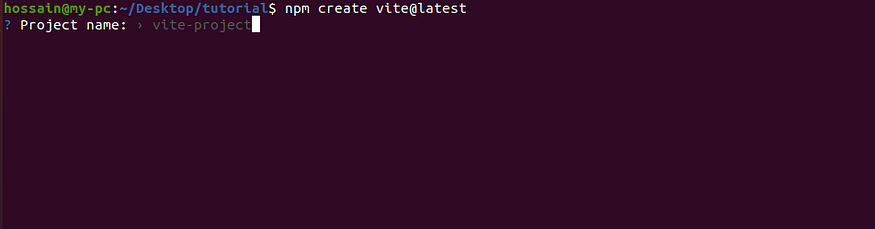 hossain@my-pc:~/Desktop/tutorial$ npm create vite@latest
? Project name: › vite-project